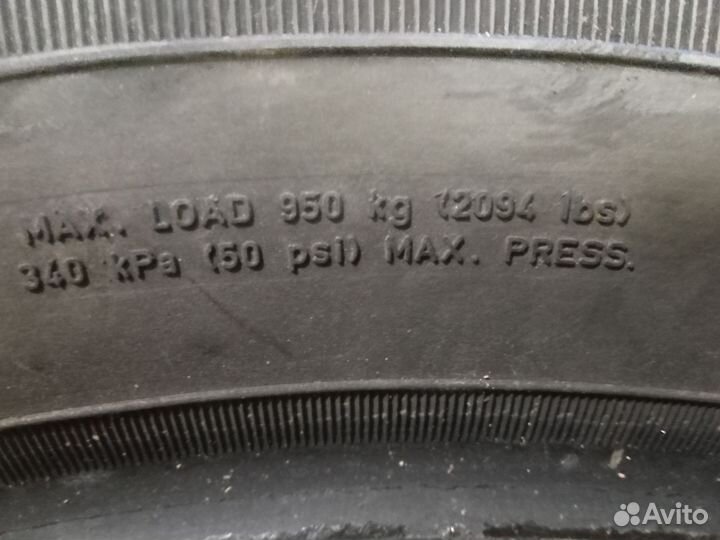 MAX. LOAD 950 kg (2094 lbs)
340 kPa (50 psi) MAX. PRESS.
Avito